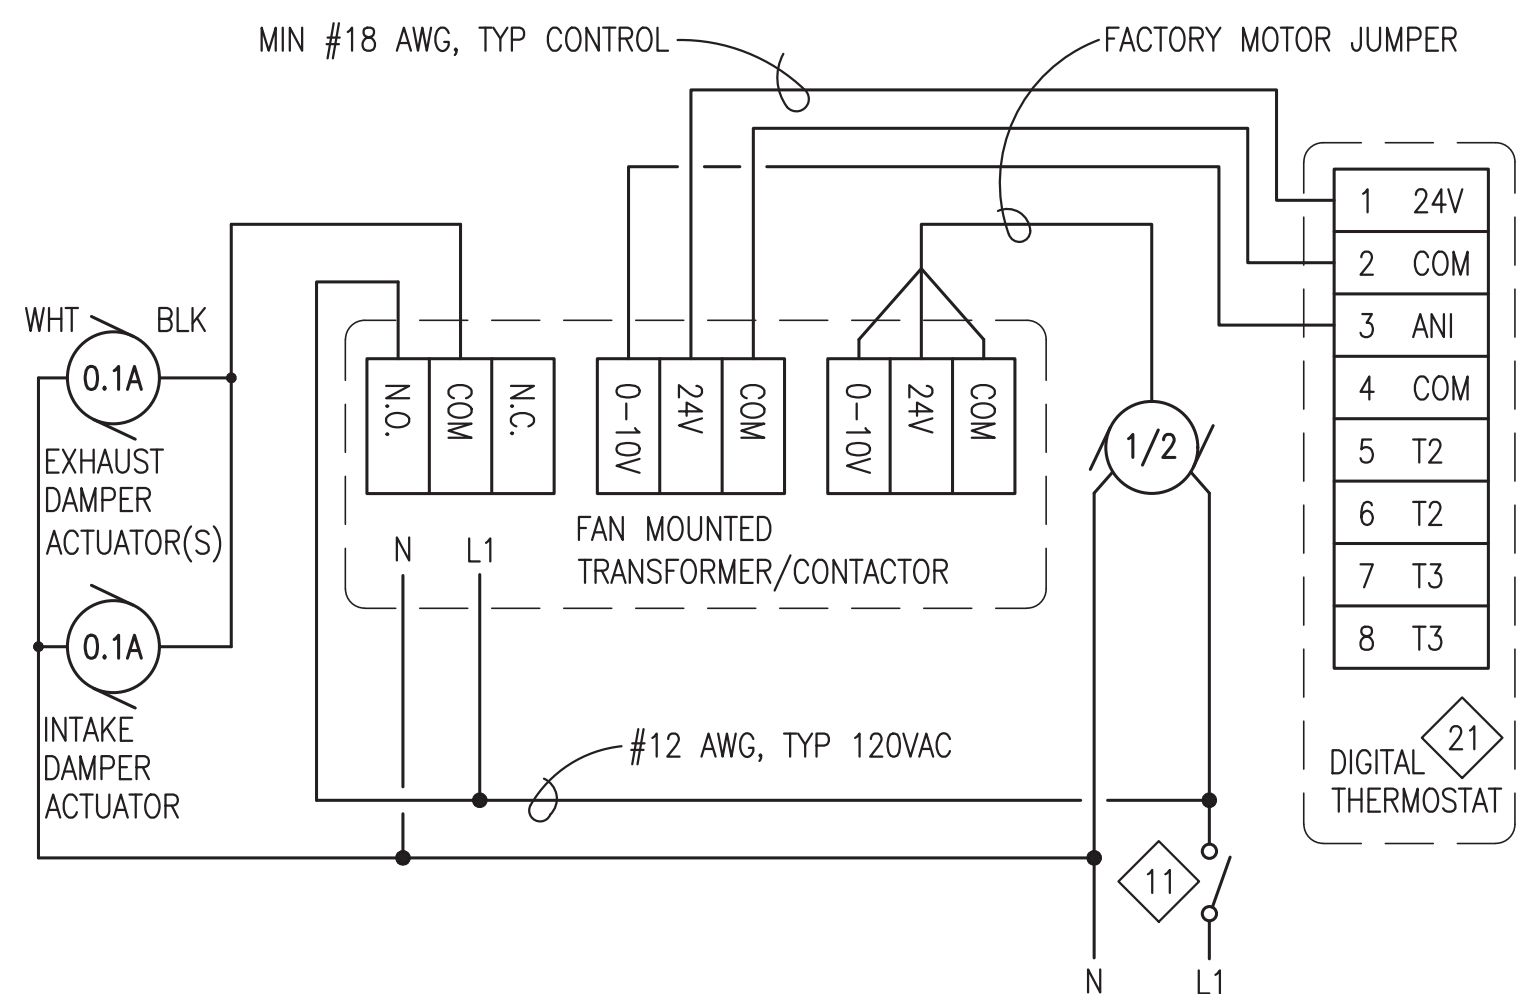 MIN #18 AWG, TYP CONTROL
FACTORY MOTOR JUMPER
1 24V
2 COM
3 ANI
4 COM
5 T2
6 T2
7 T3
8 T3
WHT
BLK
0.1A
EXHAUST
DAMPER
ACTUATOR(S)
N.O.
COM
N.C.
0-10V
24V
COM
0-10V
24V
COM
1/2
FAN MOUNTED
TRANSFORMER/CONTACTOR
N
L1
0.1A
INTAKE
DAMPER
ACTUATOR
#12 AWG, TYP 120VAC
21
DIGITAL
THERMOSTAT
11
N
L1